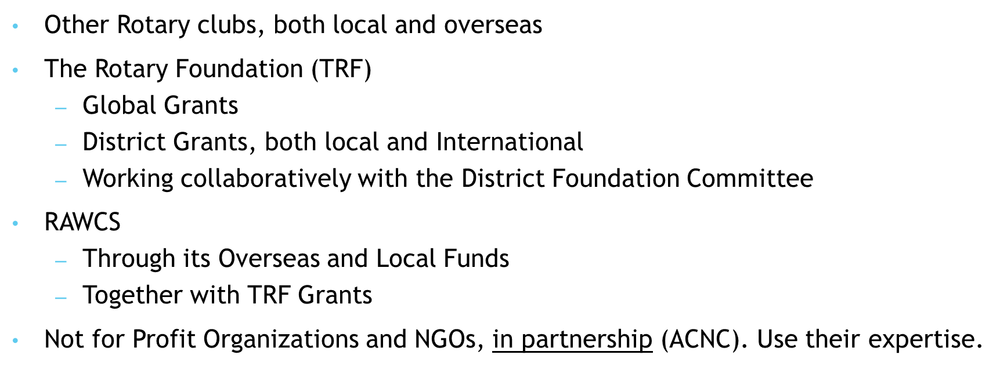 • Other Rotary clubs, both local and overseas
• The Rotary Foundation (TRF)
– Global Grants
– District Grants, both local and International
– Working collaboratively with the District Foundation Committee
• RAWCS
– Through its Overseas and Local Funds
– Together with TRF Grants
• Not for Profit Organizations and NGOs, in partnership (ACNC). Use their expertise.